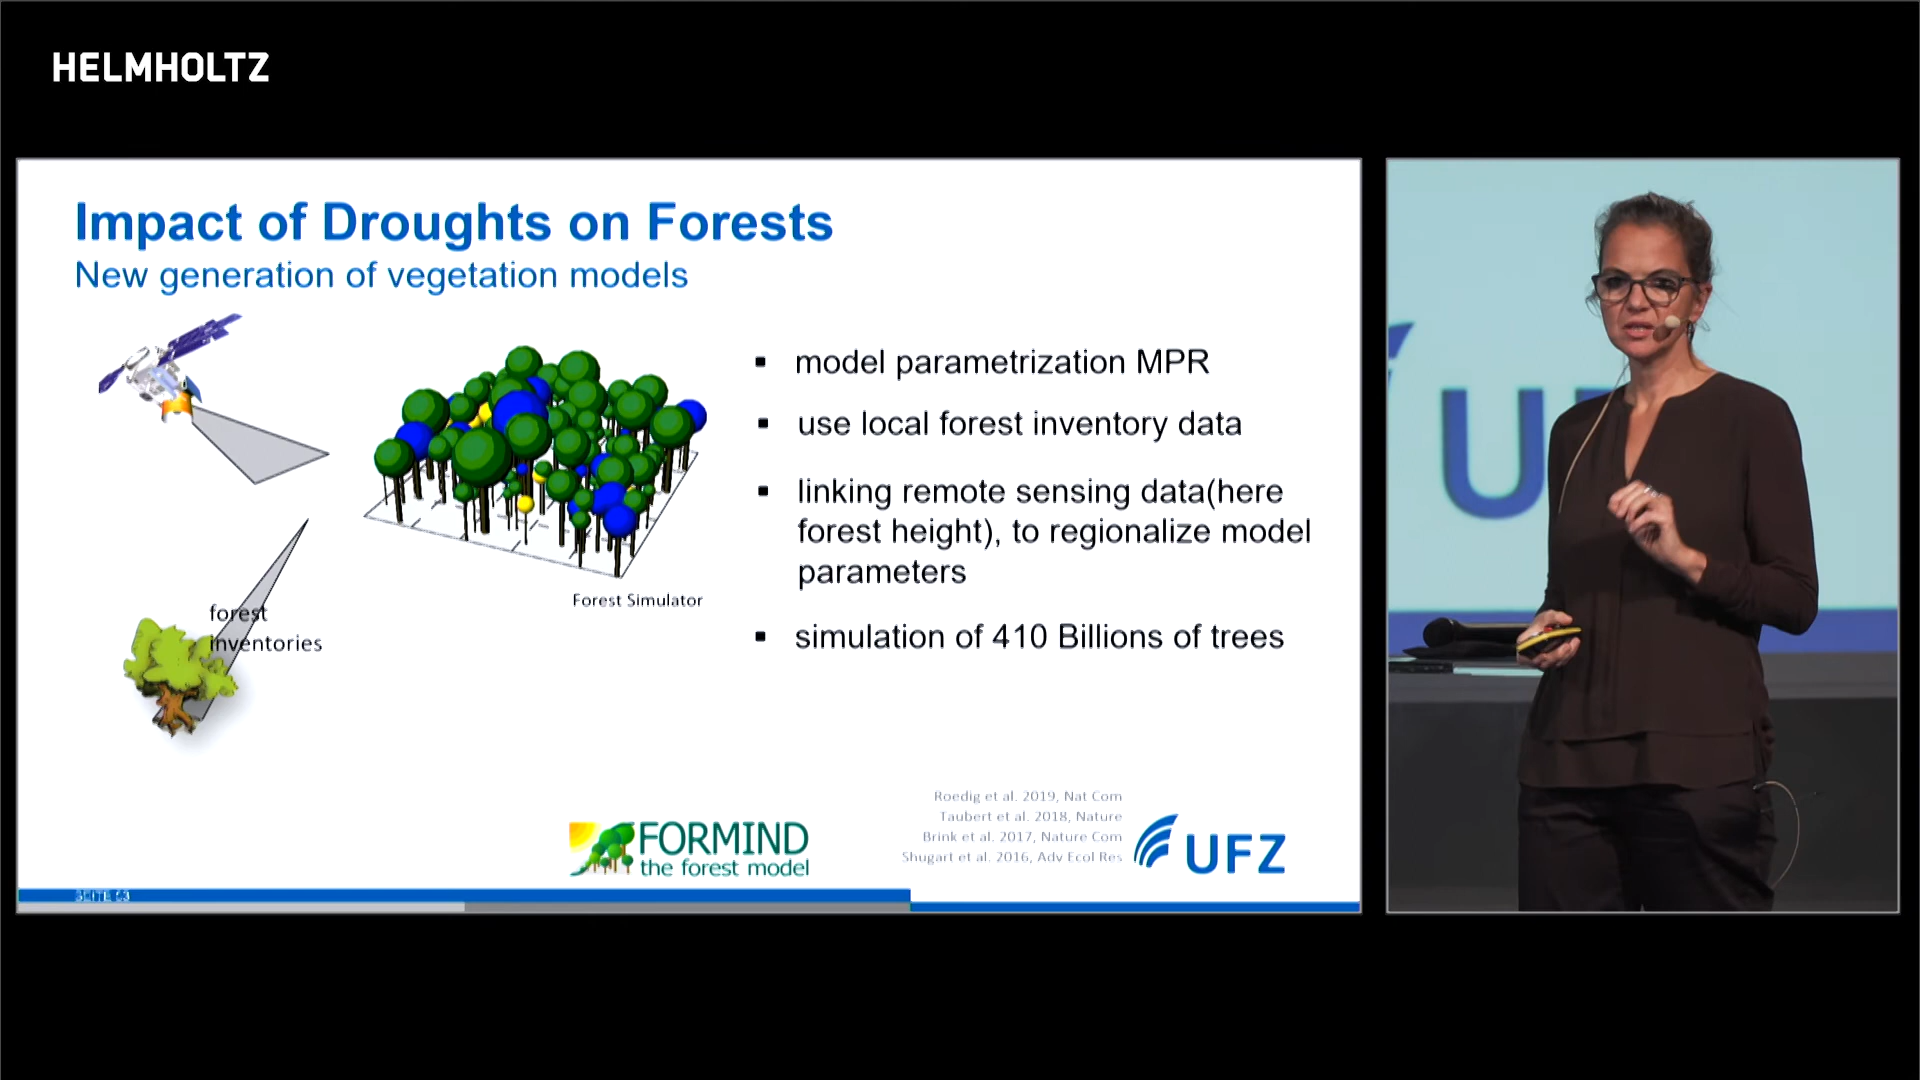 HELMHOLTZ
Impact of Droughts on Forests
New generation of vegetation models
model parametrization MPR
use local forest inventory data
linking remote sensing data(here
forest height), to regionalize model
parameters
simulation of 410 Billions of trees
Forest Simulator
forest
inventories
Roedig et al. 2019, Nat Com
Taubert et al. 2018, Nature
Brink et al. 2017, Nature Com
Shugart et al. 2016, Adv Ecol Res
FORMIND
the forest model
UFZ
SEITE 03
U